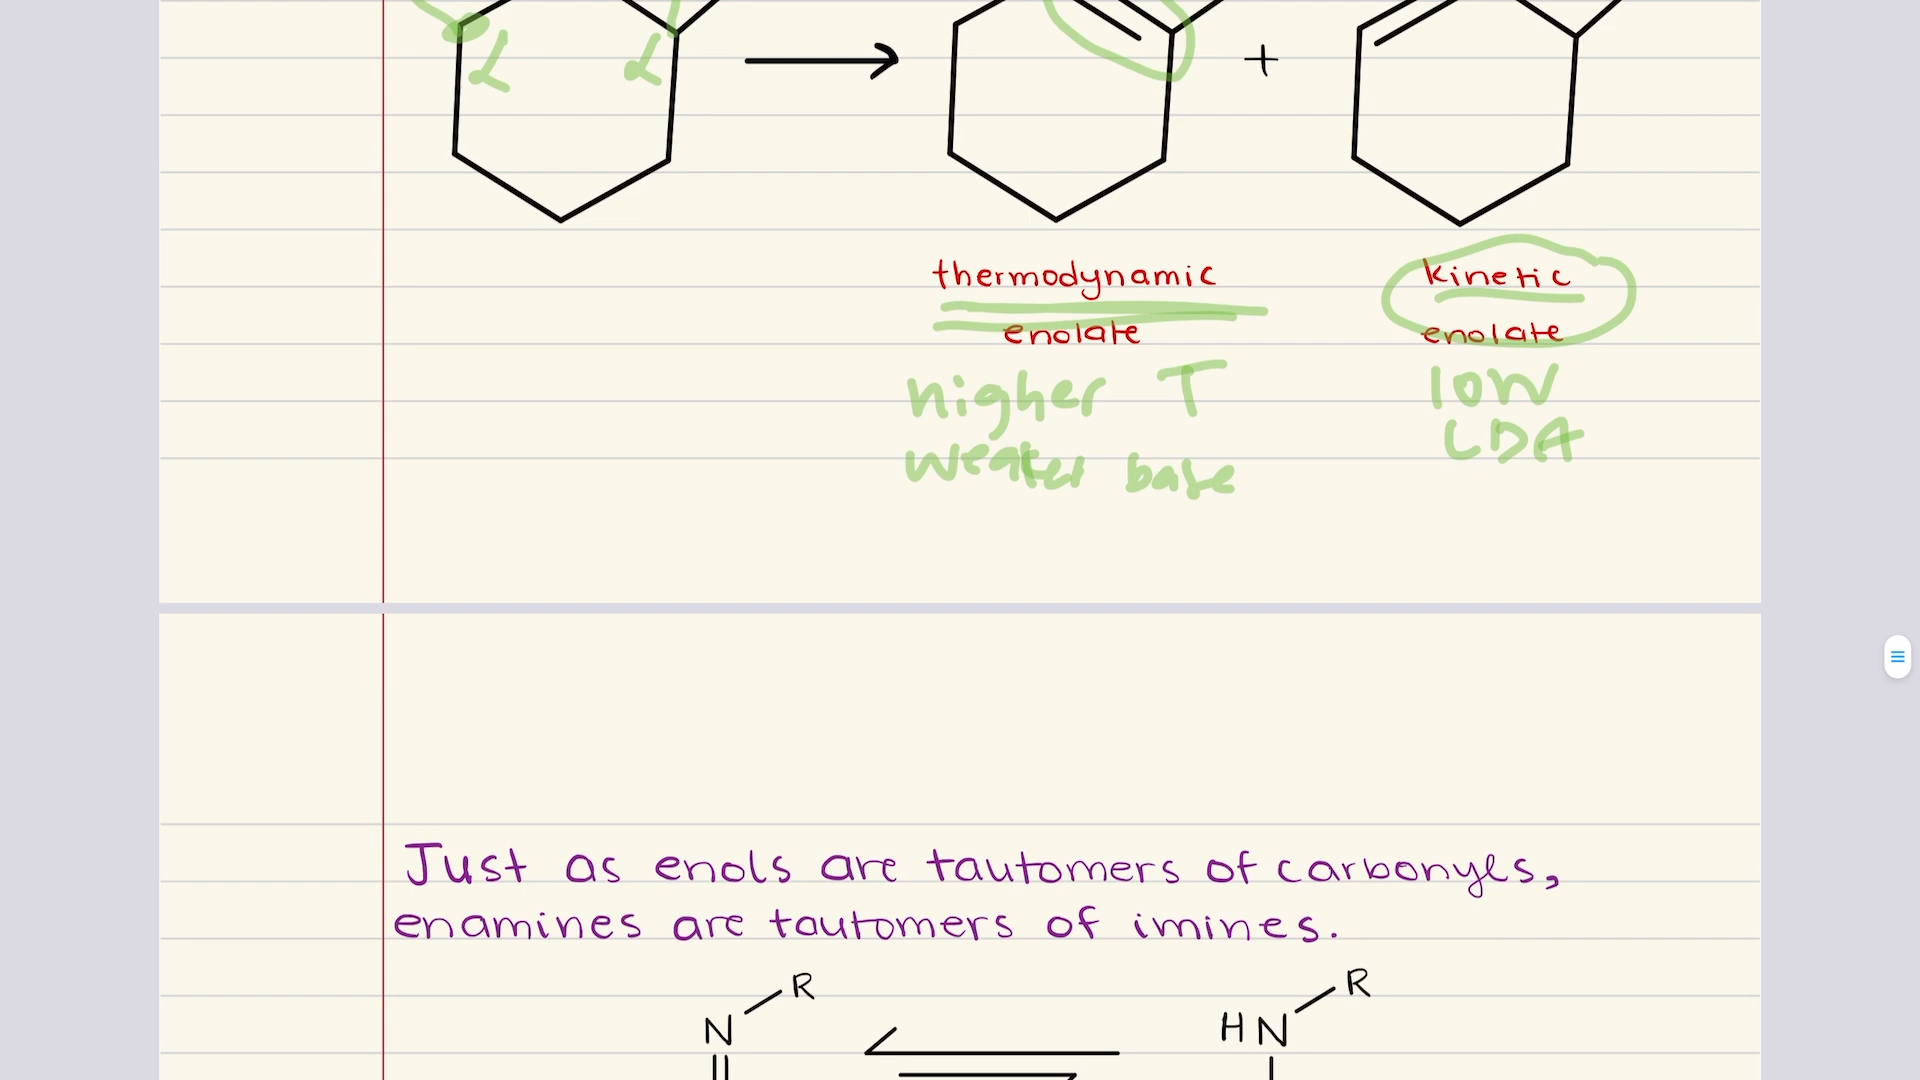 α α
+
thermodynamic kinetic
enolate enolate
higher T low
weaker base LDA
Just as enols are tautomers of carbonyls,
enamines are tautomers of imines.
R R
N HN